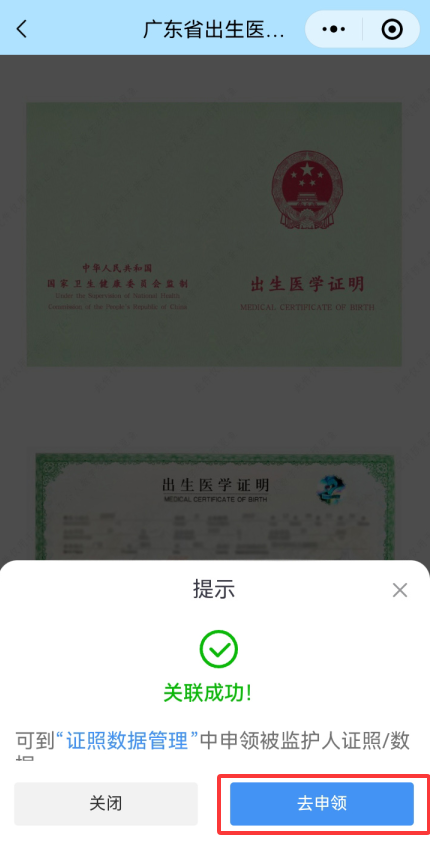 广东省出生医...
中华人民共和国
国家卫生健康委员会监制
Under the Supervision of National Health
Commission of the People's Republic of China
出生医学证明
MEDICAL CERTIFICATE OF BIRTH
出生医学证明
MEDICAL CERTIFICATE OF BIRTH
提示
关联成功!
可到“证照数据管理”中申领被监护人证照/数
关闭
去申领